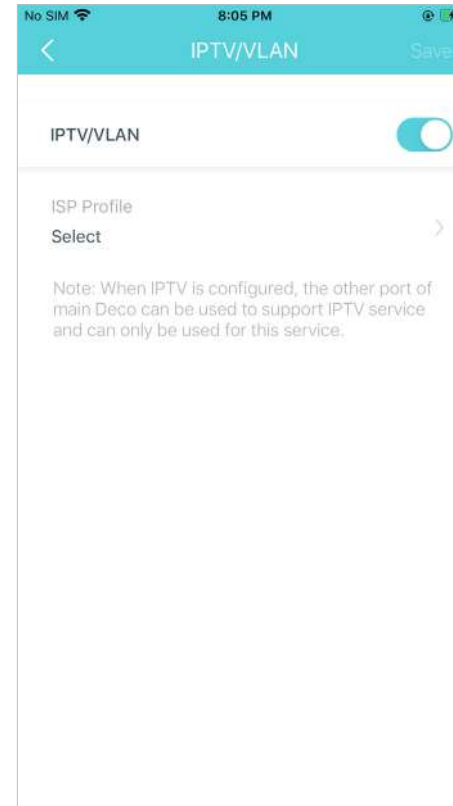 No SIM 8:05 PM
IPTV/VLAN Save
IPTV/VLAN
ISP Profile
Select
Note: When IPTV is configured, the other port of
main Deco can be used to support IPTV service
and can only be used for this service.